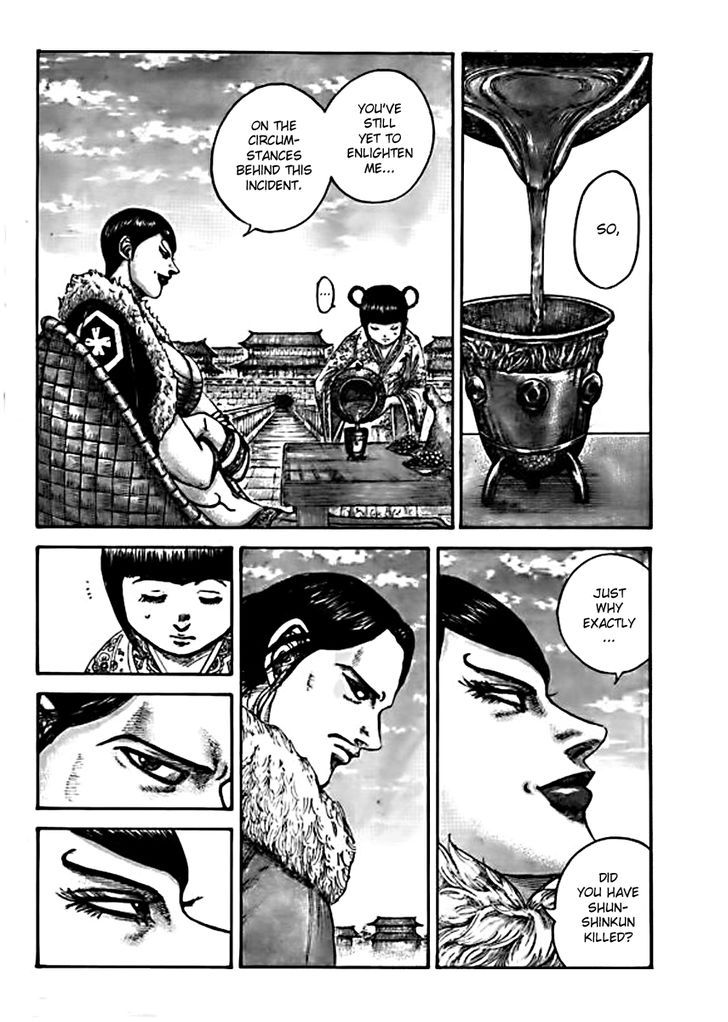 SO,
YOU'VE
STILL
YET TO
ENLIGHTEN
ME...
ON THE
CIRCUM-
STANCES
BEHIND THIS
INCIDENT.
...
JUST
WHY
EXACTLY
...
DID
YOU HAVE
SHUN-
SHINKUN
KILLED?
...